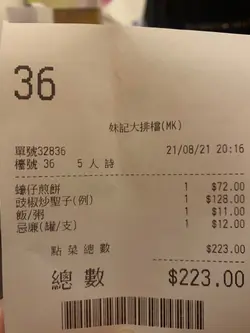 36
妹記大排檔(MK)
單號32836 21/08/21 20:16
檯號 36 5 人 詩
蠔仔煎餅 1 $72.00
豉椒炒聖子(例) 1 $128.00
飯/粥 1 $11.00
忌廉(罐/支) 1 $12.00
點菜總數 $223.00
總數 $223.00